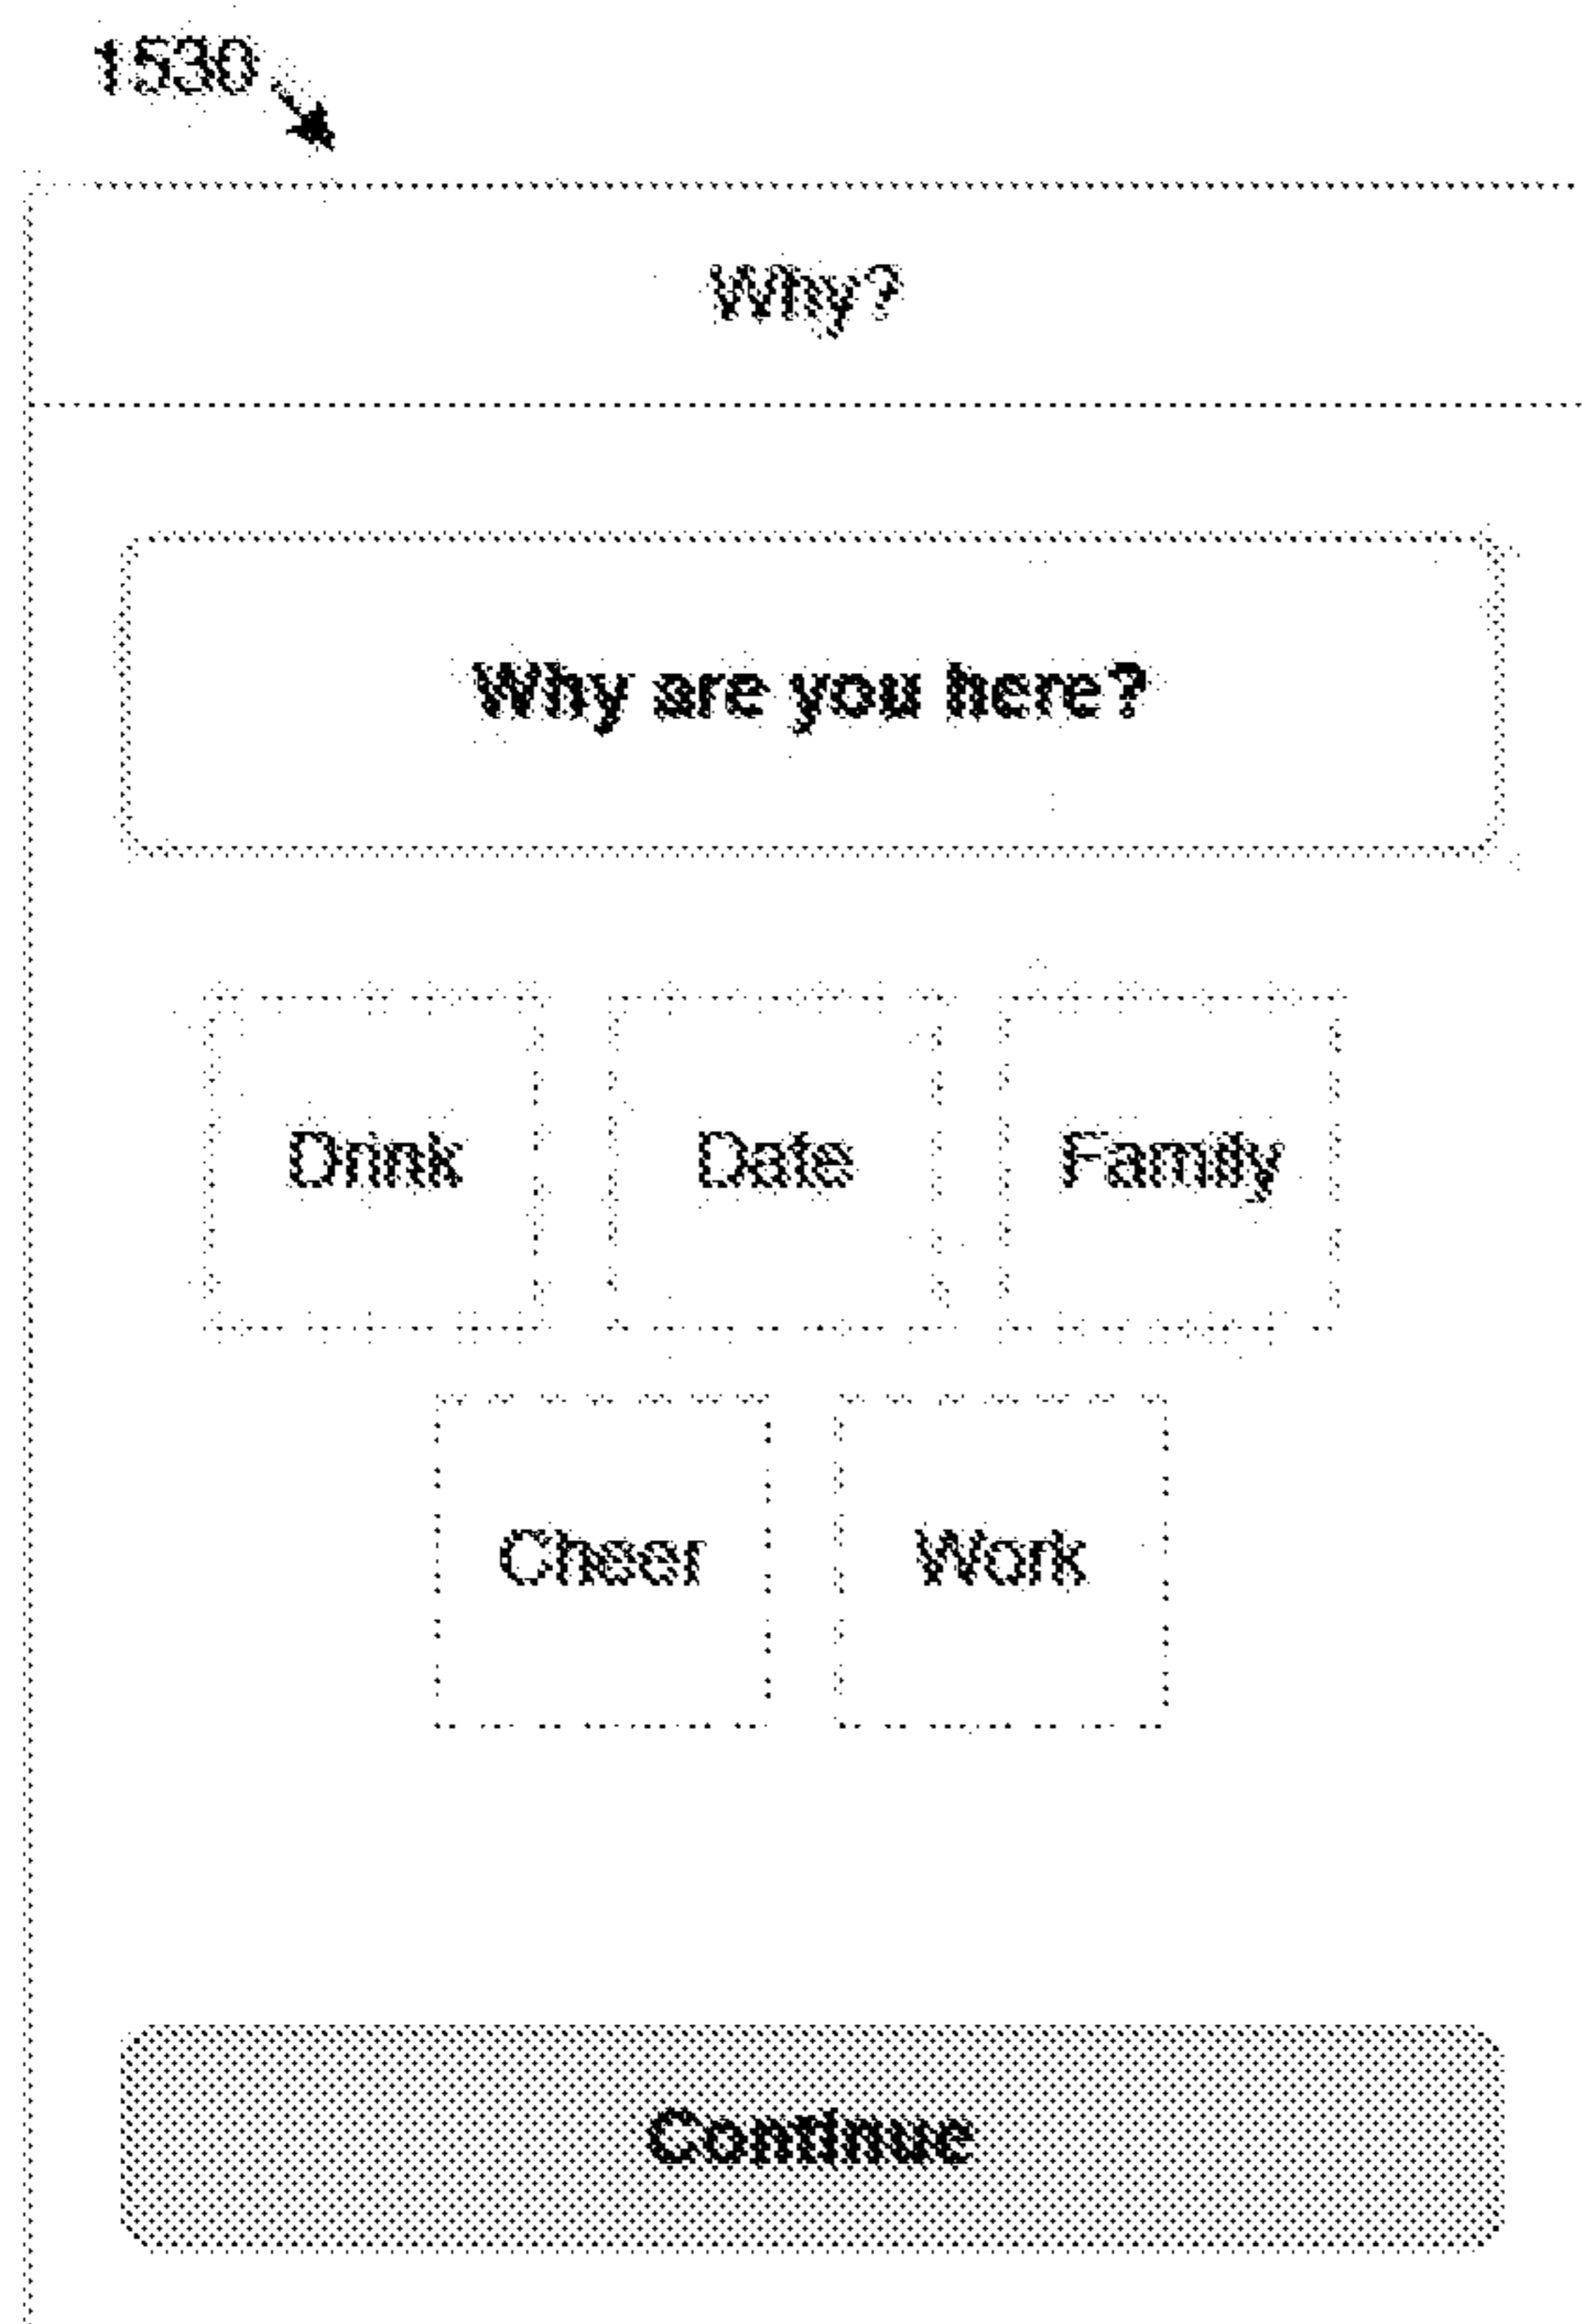 1530
Why?
Why are you here?
Drink Date Family
Cheer Work
Continue